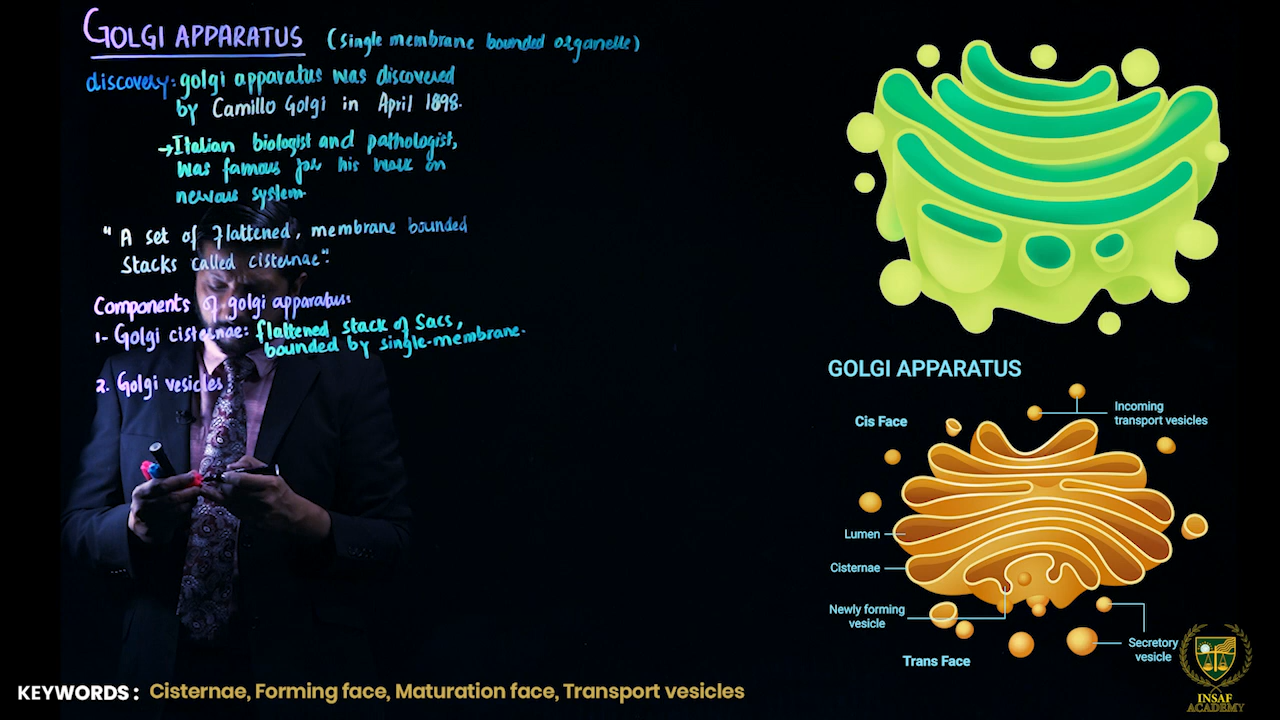 GOLGI APPARATUS (single membrane bounded organelle)
discovery: golgi apparatus was discovered
by Camillo Golgi in April 1898.
→ Italian biologist and pathologist,
was famous for his work on
nervous system.
" A set of flattened, membrane bounded
Stacks called cisternae".
Components of golgi apparatus:
1- Golgi cisternae: flattened stack of Sacs,
bounded by single-membrane.
2. Golgi vesicles
GOLGI APPARATUS
Cis Face
Incoming
transport vesicles
Lumen
Cisternae
Newly forming
vesicle
Secretory
vesicle
Trans Face
KEYWORDS: Cisternae, Forming face, Maturation face, Transport vesicles
INSAF
ACADEMY